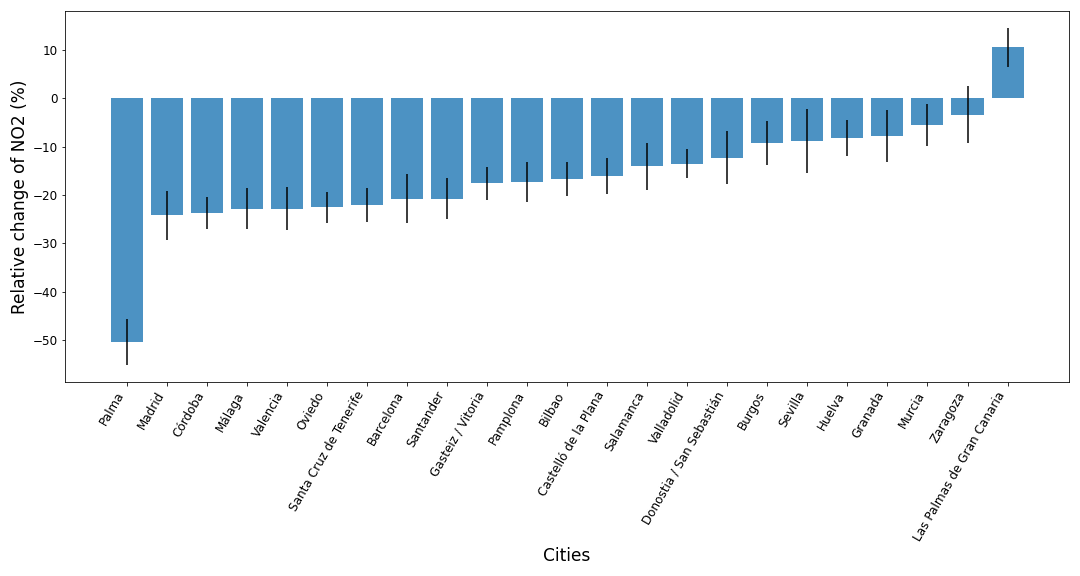 Relative change of NO2 (%)
10
0
−10
−20
−30
−40
−50
Palma
Madrid
Córdoba
Málaga
Valencia
Oviedo
Santa Cruz de Tenerife
Barcelona
Santander
Gasteiz / Vitoria
Pamplona
Bilbao
Castelló de la Plana
Salamanca
Valladolid
Donostia / San Sebastián
Burgos
Sevilla
Huelva
Granada
Murcia
Zaragoza
Las Palmas de Gran Canaria
Cities